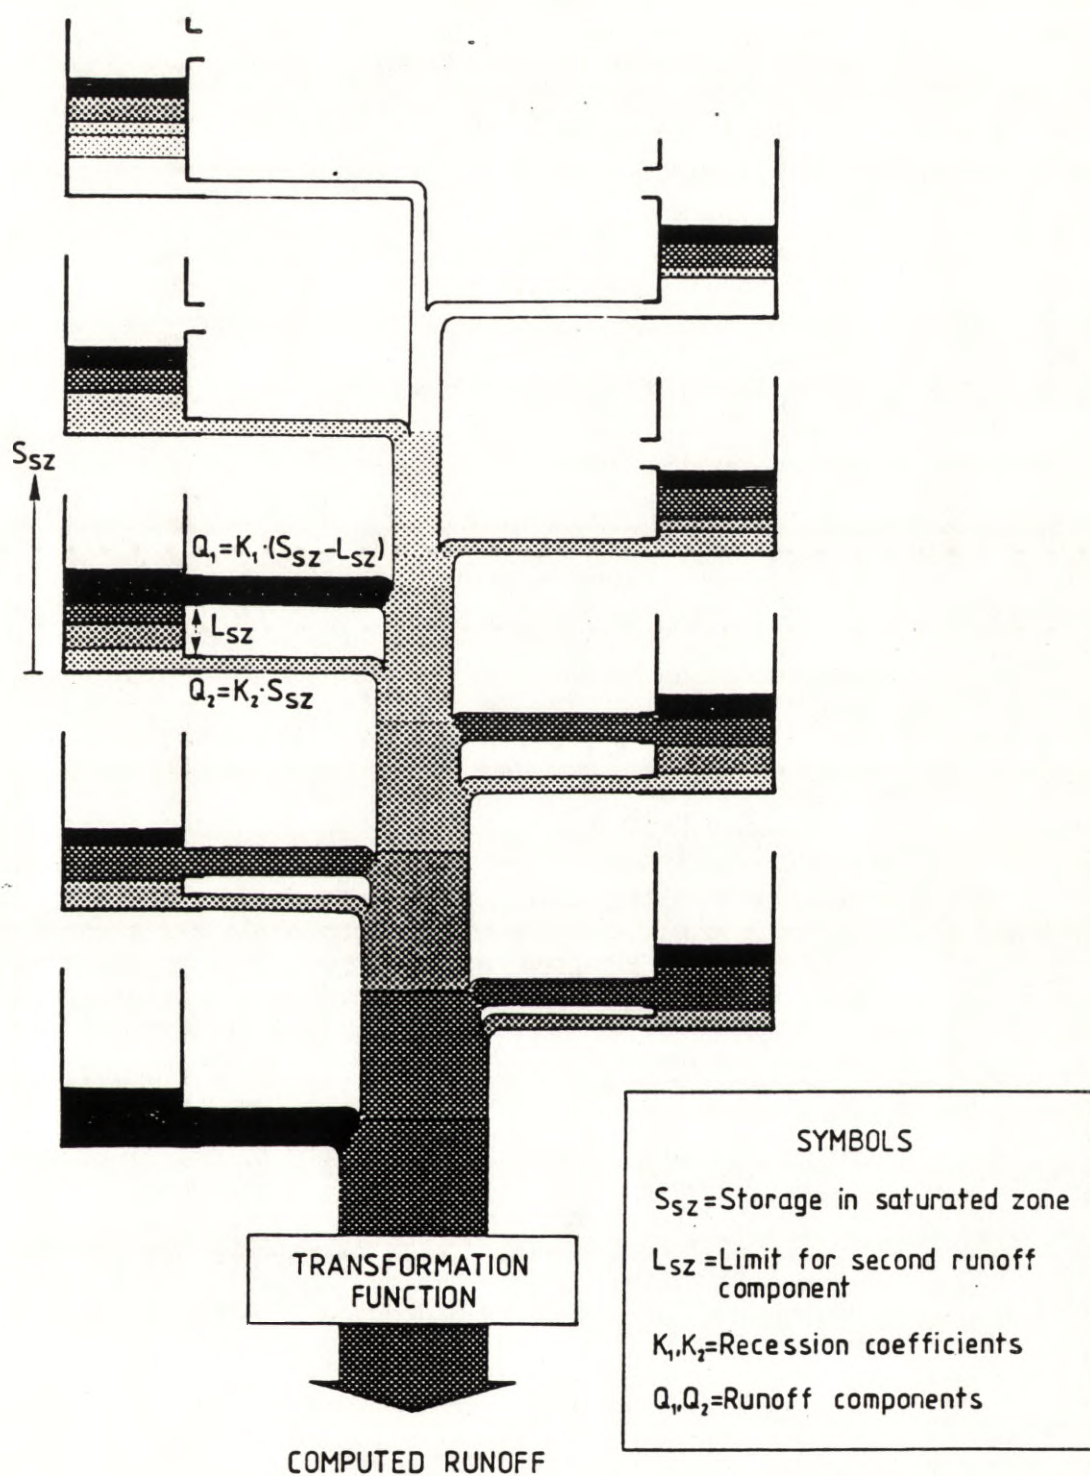 S_SZ
Q₁=K₁·(S_SZ−L_SZ)
L_SZ
Q₂=K₂·S_SZ
TRANSFORMATION
FUNCTION
COMPUTED RUNOFF
SYMBOLS
S_SZ=Storage in saturated zone
L_SZ=Limit for second runoff
component
K₁,K₂=Recession coefficients
Q₁,Q₂=Runoff components